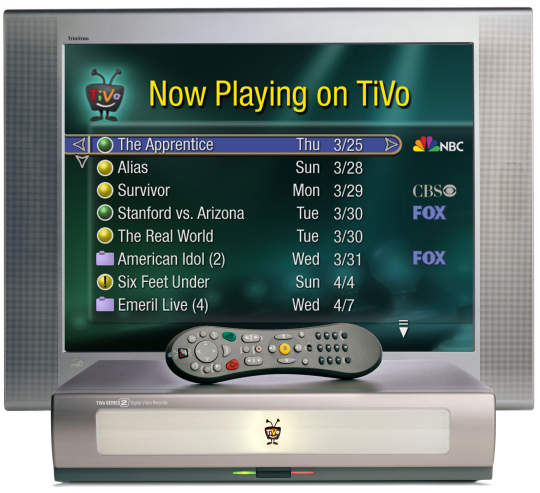 Trinitron
TiVo
Now Playing on TiVo
The Apprentice Thu 3/25 NBC
Alias Sun 3/28
Survivor Mon 3/29 CBS
Stanford vs. Arizona Tue 3/30 FOX
The Real World Tue 3/30
American Idol (2) Wed 3/31 FOX
Six Feet Under Sun 4/4
Emeril Live (4) Wed 4/7
TiVo SERIES 2 Digital Video Recorder
TiVo